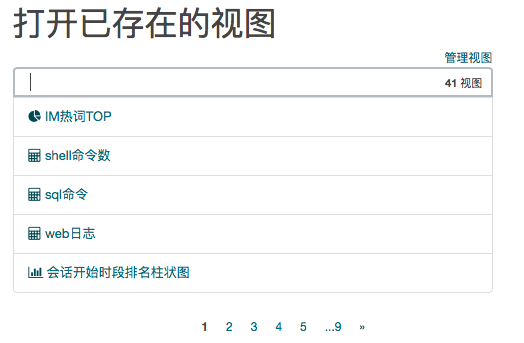 打开已存在的视图
管理视图
41 视图
IM热词TOP
shell命令数
sql命令
web日志
会话开始时段排名柱状图
1 2 3 4 5 ...9 »